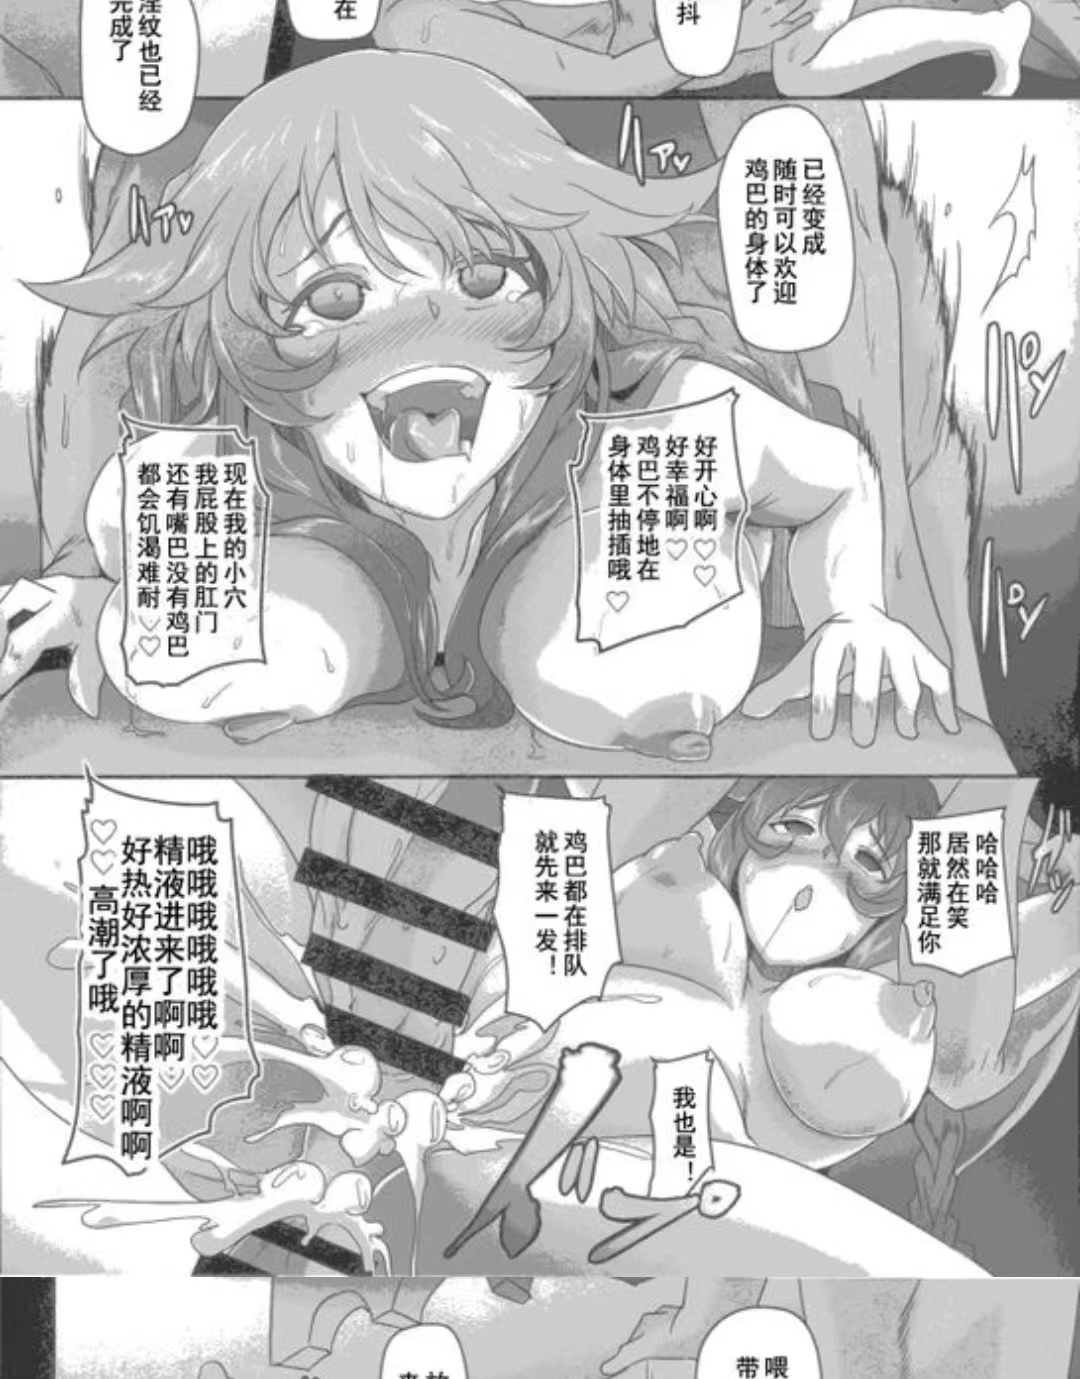 在
抖
淫纹也已经
完成了
已经变成
随时可以欢迎
鸡巴的身体了
好开心啊♡
好幸福啊♡♡
鸡巴不停地在
身体里抽插哦♡
现在我的小穴
我屁股上的肛门
还有嘴巴没有鸡巴
都会饥渴难耐♡
哈哈哈
居然在笑
那就满足你
鸡巴都在排队
就先来一发！
我也是！
哦哦哦哦哦哦♡
精液进来了啊啊♡
好热好浓厚的精液啊啊
♡♡高潮了哦♡♡♡
喂
带